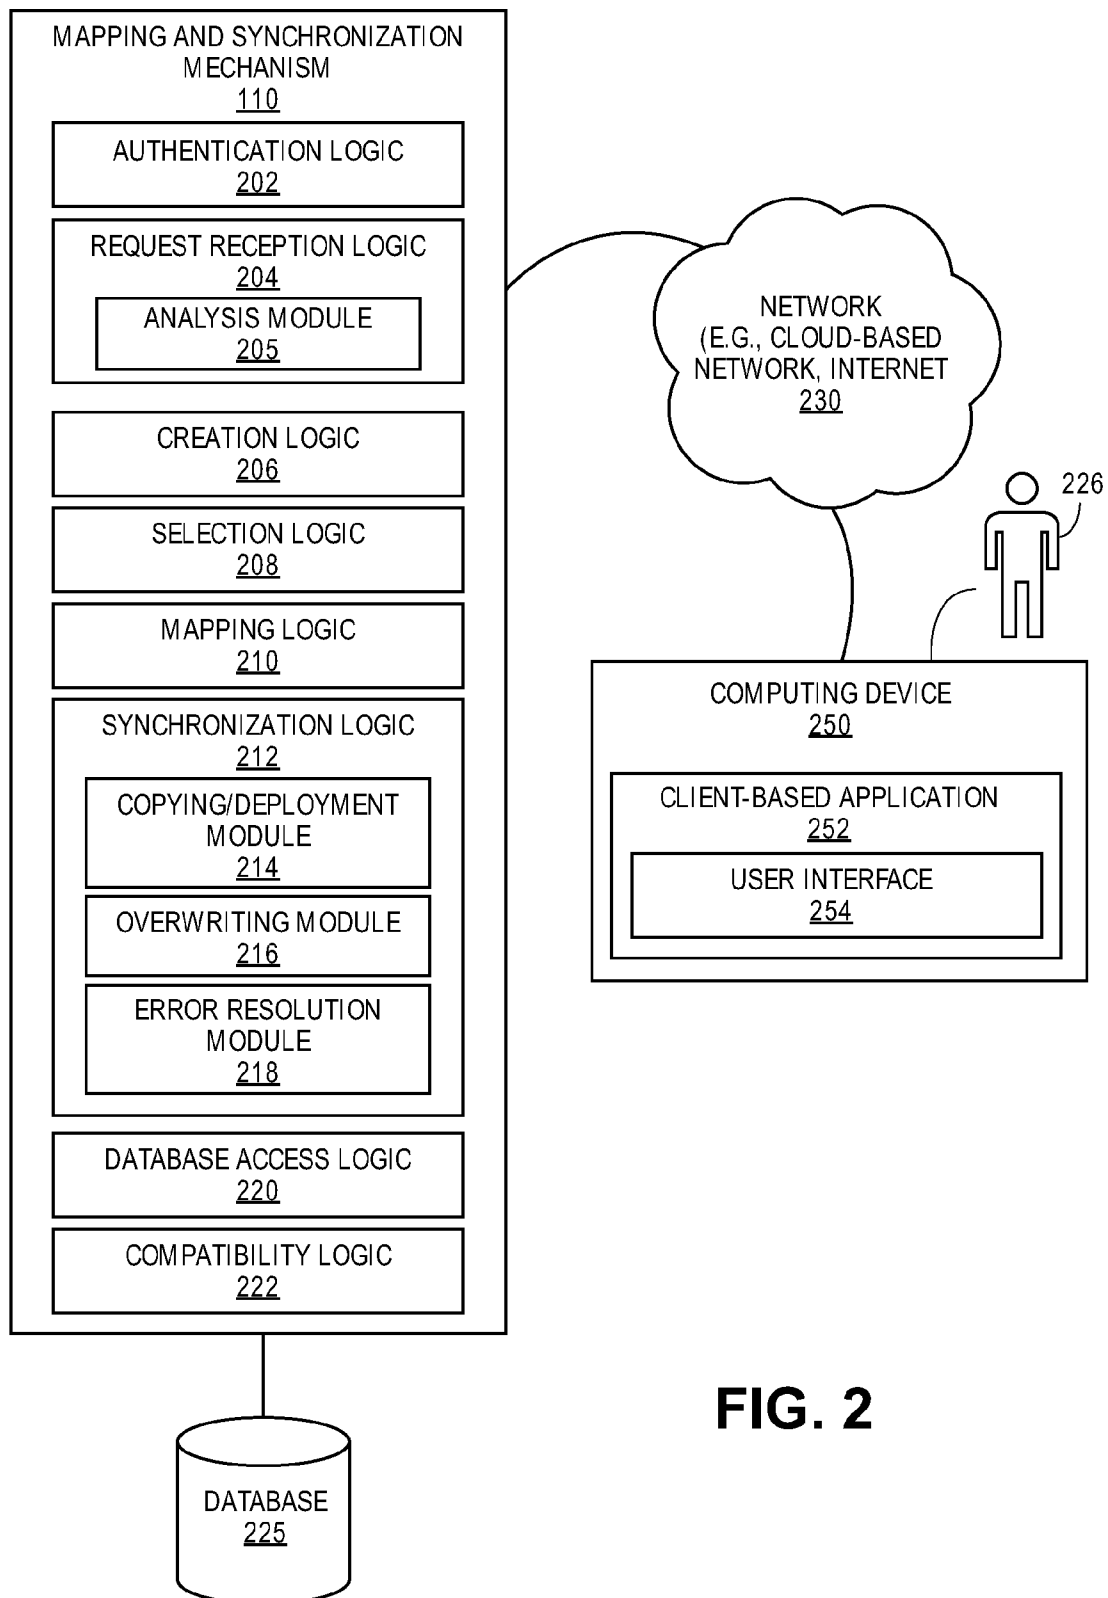 MAPPING AND SYNCHRONIZATION
MECHANISM
110
AUTHENTICATION LOGIC
202
REQUEST RECEPTION LOGIC
204
ANALYSIS MODULE
205
CREATION LOGIC
206
SELECTION LOGIC
208
MAPPING LOGIC
210
SYNCHRONIZATION LOGIC
212
COPYING/DEPLOYMENT
MODULE
214
OVERWRITING MODULE
216
ERROR RESOLUTION
MODULE
218
DATABASE ACCESS LOGIC
220
COMPATIBILITY LOGIC
222
DATABASE
225
NETWORK
(E.G., CLOUD-BASED
NETWORK, INTERNET
230
226
COMPUTING DEVICE
250
CLIENT-BASED APPLICATION
252
USER INTERFACE
254
FIG. 2